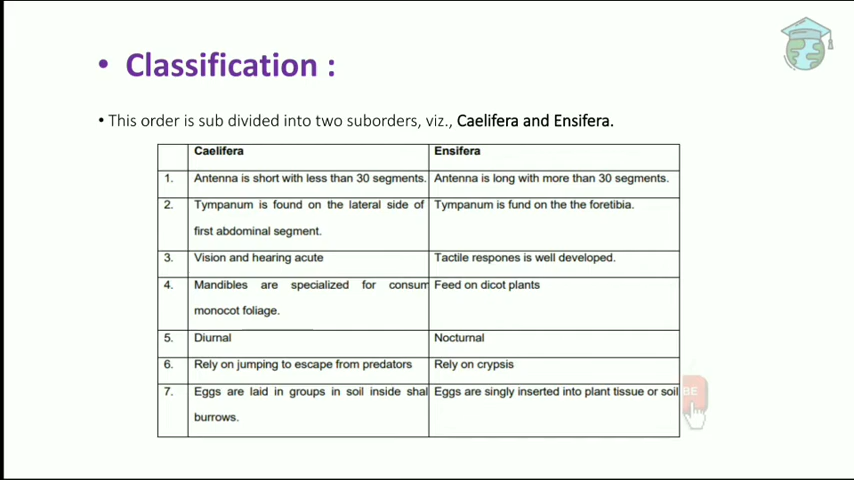 • Classification :
• This order is sub divided into two suborders, viz., Caelifera and Ensifera.
Caelifera Ensifera
1. Antenna is short with less than 30 segments. Antenna is long with more than 30 segments.
2. Tympanum is found on the lateral side of Tympanum is fund on the the foretibia.
first abdominal segment.
3. Vision and hearing acute Tactile respones is well developed.
4. Mandibles are specialized for consum Feed on dicot plants
monocot foliage.
5. Diurnal Nocturnal
6. Rely on jumping to escape from predators Rely on crypsis
7. Eggs are laid in groups in soil inside shal Eggs are singly inserted into plant tissue or soil
burrows.
BE